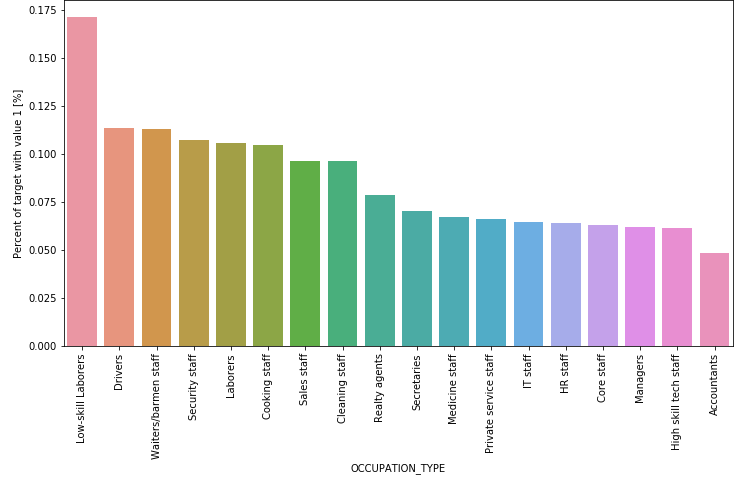 0.175
0.150
0.125
0.100
0.075
0.050
0.025
0.000
Percent of target with value 1 [%]
Low-skill Laborers
Drivers
Waiters/barmen staff
Security staff
Laborers
Cooking staff
Sales staff
Cleaning staff
Realty agents
Secretaries
Medicine staff
Private service staff
IT staff
HR staff
Core staff
Managers
High skill tech staff
Accountants
OCCUPATION_TYPE